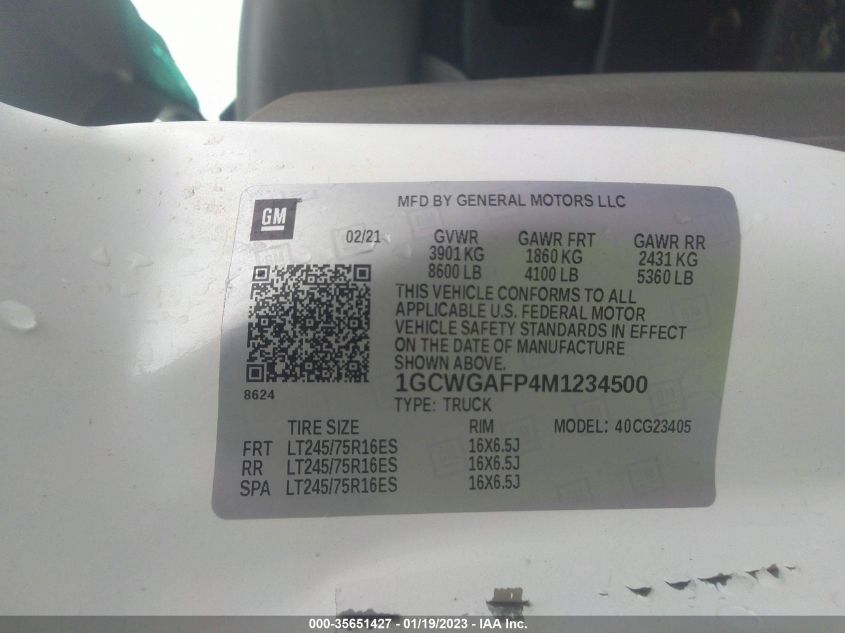 GM
MFD BY GENERAL MOTORS LLC
02/21
GVWR GAWR FRT GAWR RR
3901 KG 1860 KG 2431 KG
8600 LB 4100 LB 5360 LB
THIS VEHICLE CONFORMS TO ALL
APPLICABLE U.S. FEDERAL MOTOR
VEHICLE SAFETY STANDARDS IN EFFECT
ON THE DATE OF MANUFACTURE
SHOWN ABOVE.
8624
1GCWGAFP4M1234500
TYPE: TRUCK
TIRE SIZE RIM MODEL: 40CG23405
FRT LT245/75R16ES 16X6.5J
RR LT245/75R16ES 16X6.5J
SPA LT245/75R16ES 16X6.5J
000-35651427 - 01/19/2023 - IAA Inc.